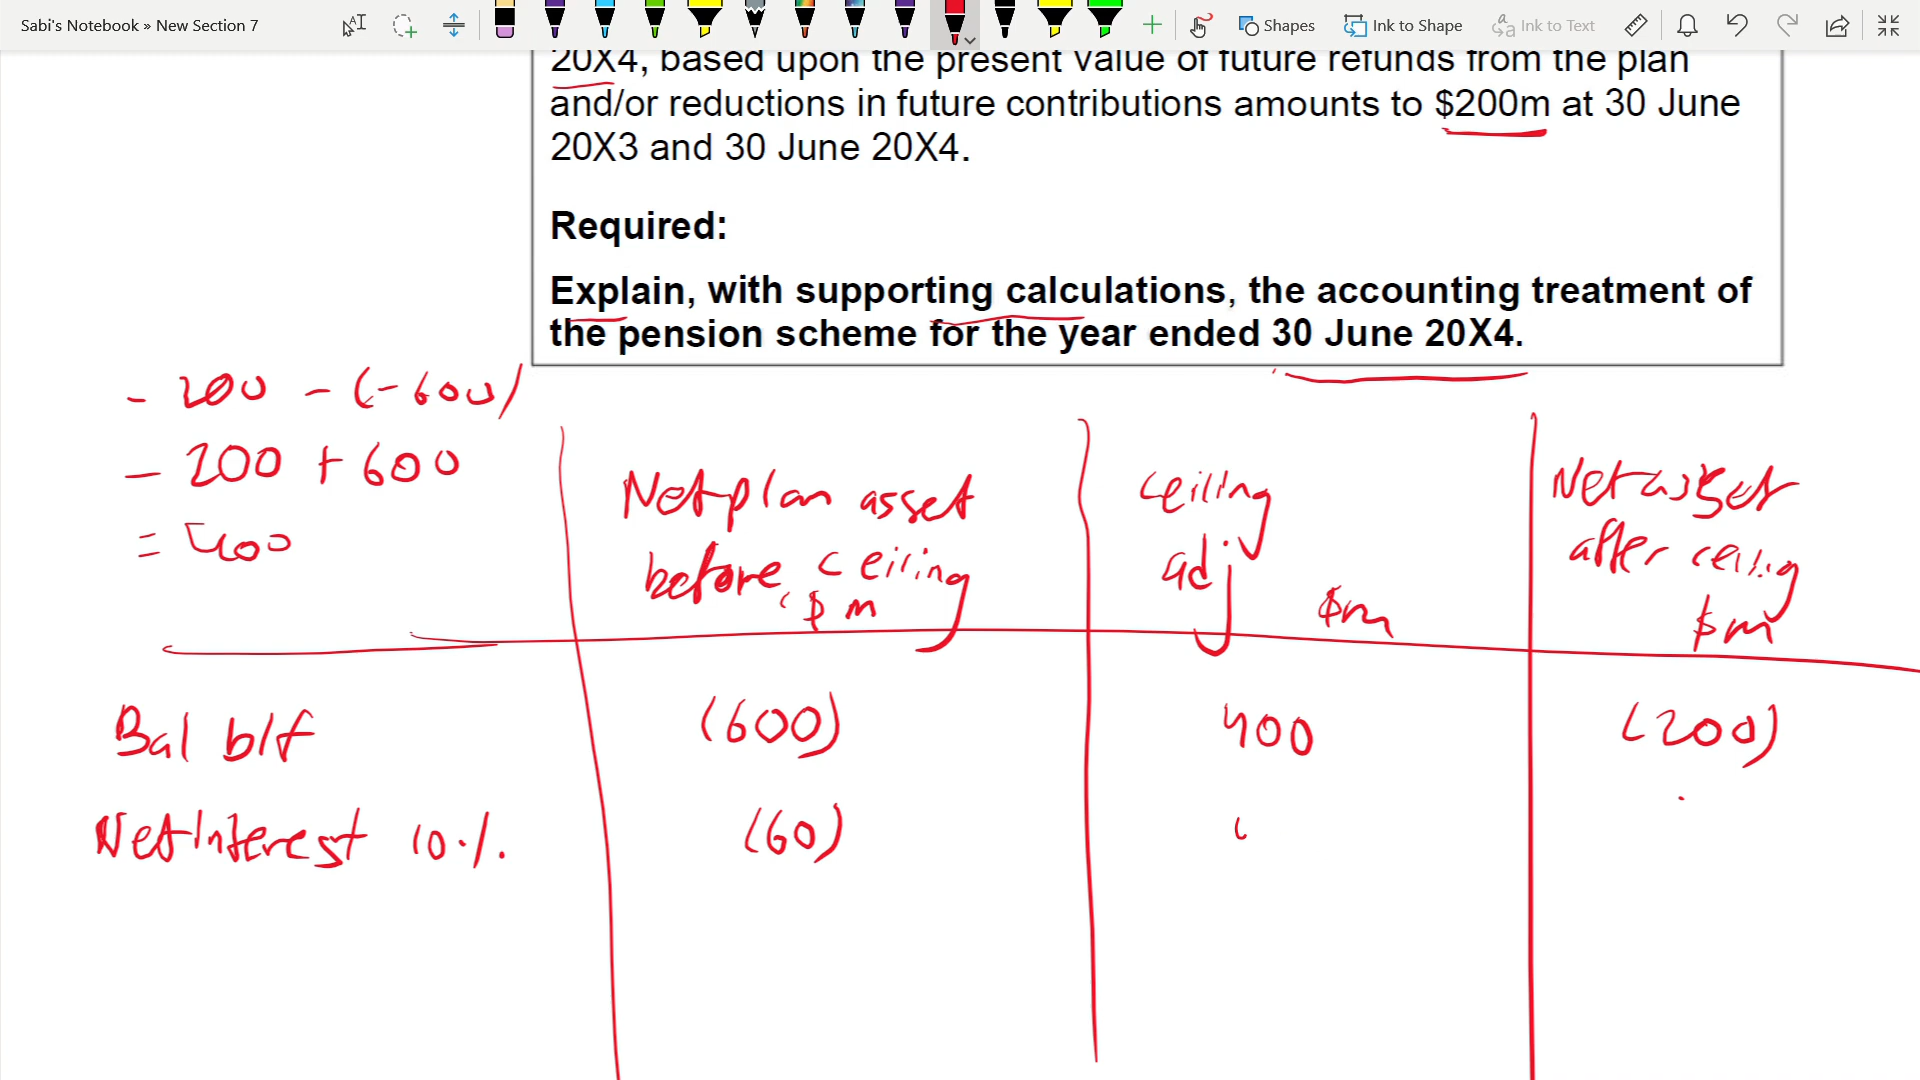 Sabi's Notebook » New Section 7
Shapes
Ink to Shape
Ink to Text
20X4, based upon the present value of future refunds from the plan
and/or reductions in future contributions amounts to $200m at 30 June
20X3 and 30 June 20X4.
Required:
Explain, with supporting calculations, the accounting treatment of
the pension scheme for the year ended 30 June 20X4.
- 200 - (-600)
- 200 + 600
= 400
Net plan asset
before ceiling
$m
ceiling
adj
$m
Net asset
after ceiling
$m
Bal b/f (600) 400 (200)
Net Interest 10% (60) (